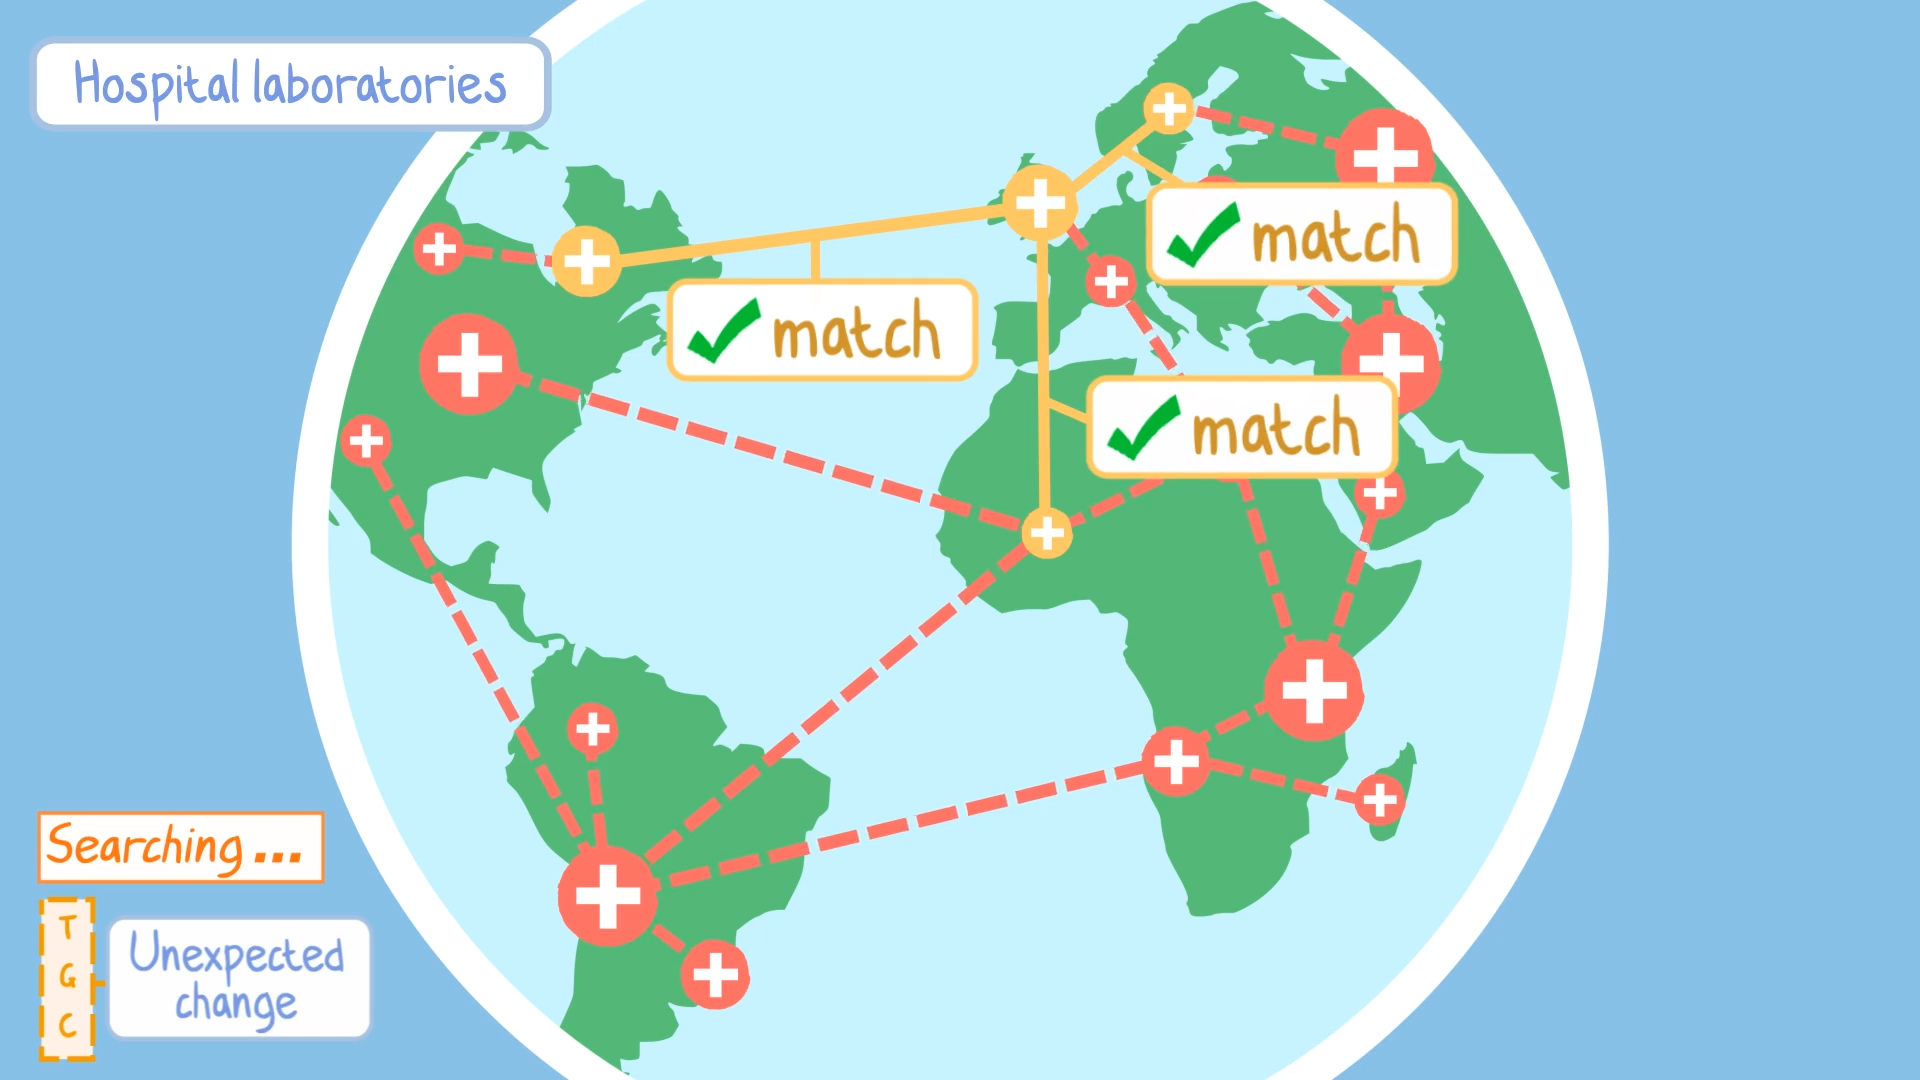 Hospital laboratories
match
match
match
Searching...
T
G
C
Unexpected
change